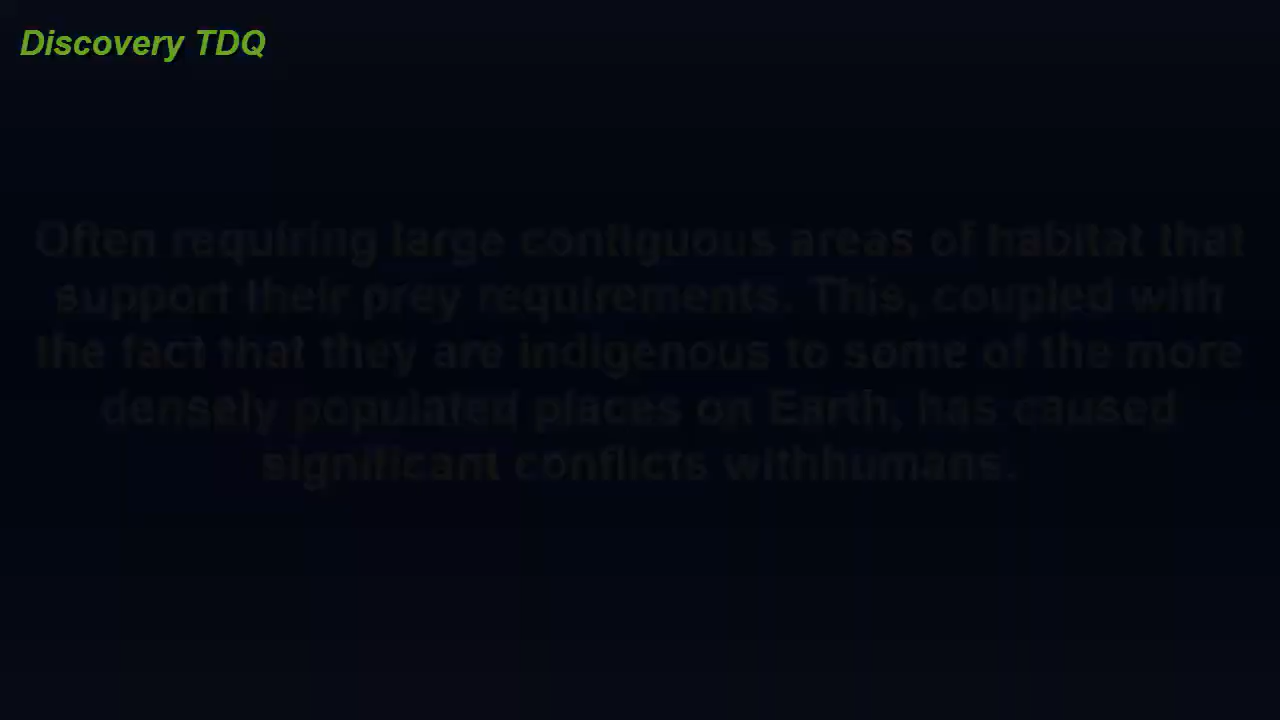 Discovery TDQ
Often requiring large contiguous areas of habitat that
support their prey requirements. This, coupled with
the fact that they are indigenous to some of the more
densely populated places on Earth, has caused
significant conflicts withhumans.